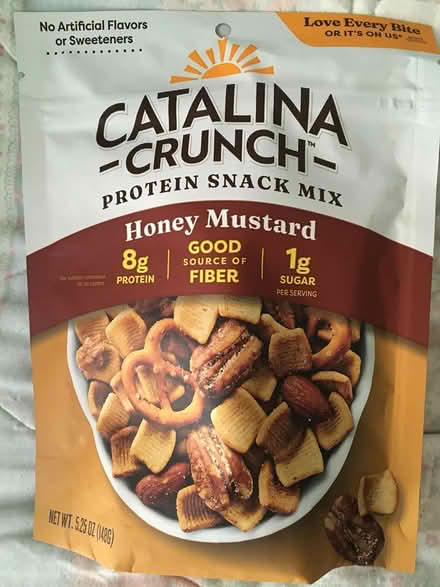 No Artificial Flavors
or Sweeteners
Love Every Bite
OR IT'S ON US*
CATALINA
CRUNCH™
PROTEIN SNACK MIX
Honey Mustard
8g
PROTEIN
GOOD
SOURCE OF
FIBER
1g
SUGAR
PER SERVING
NET WT. 5.25 OZ (148G)